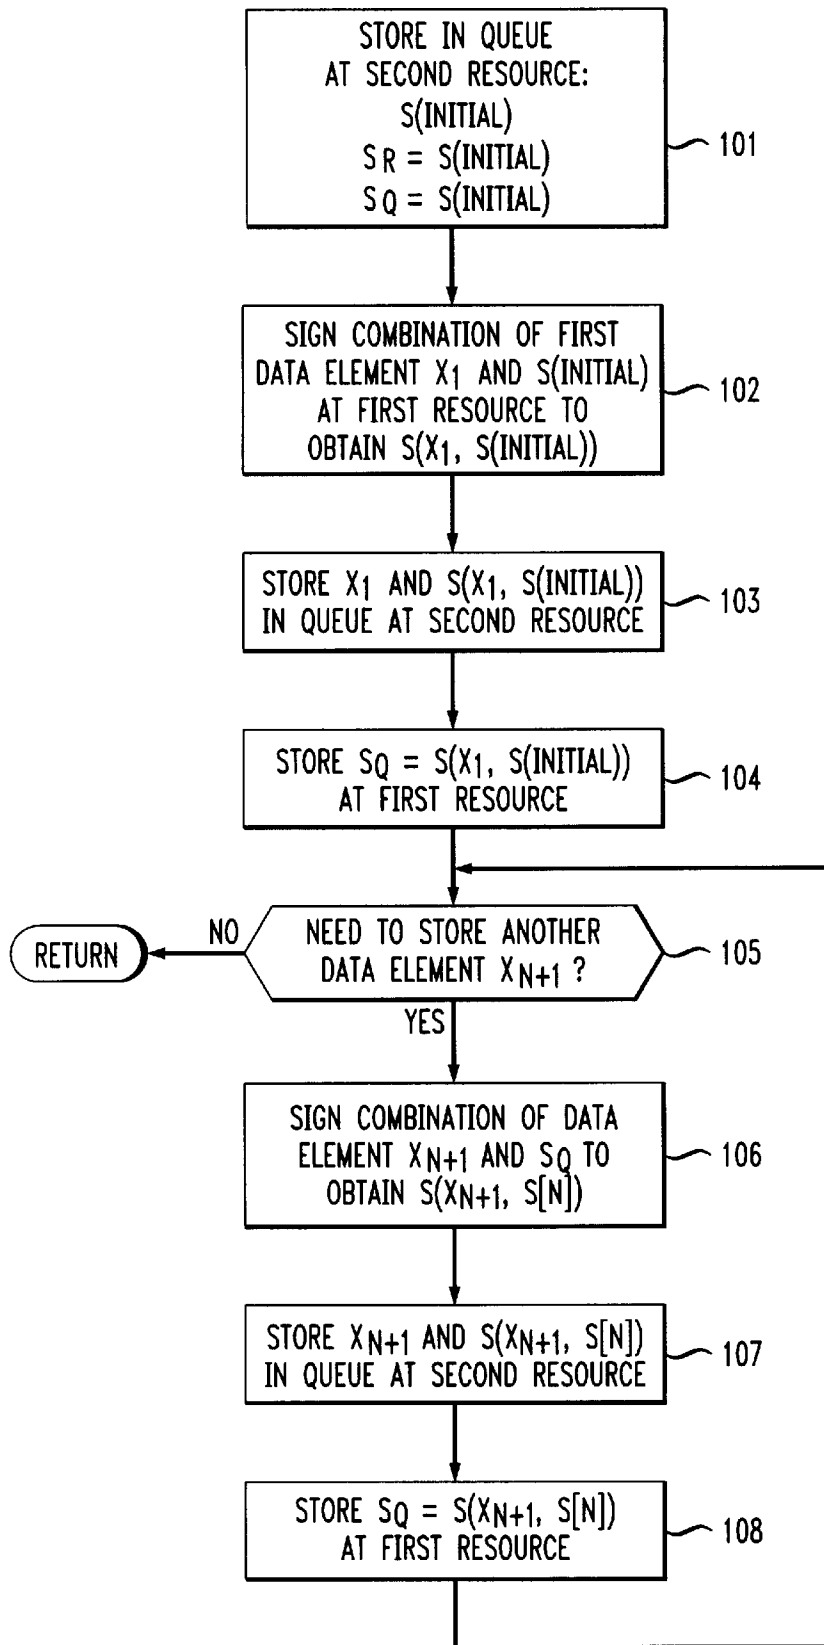 STORE IN QUEUE
AT SECOND RESOURCE:
S(INITIAL)
SR = S(INITIAL)
SQ = S(INITIAL)
101
SIGN COMBINATION OF FIRST
DATA ELEMENT X1 AND S(INITIAL)
AT FIRST RESOURCE TO
OBTAIN S(X1, S(INITIAL))
102
STORE X1 AND S(X1, S(INITIAL))
IN QUEUE AT SECOND RESOURCE
103
STORE SQ = S(X1, S(INITIAL))
AT FIRST RESOURCE
104
NEED TO STORE ANOTHER
DATA ELEMENT XN+1 ?
105
NO
RETURN
YES
SIGN COMBINATION OF DATA
ELEMENT XN+1 AND SQ TO
OBTAIN S(XN+1, S[N])
106
STORE XN+1 AND S(XN+1, S[N])
IN QUEUE AT SECOND RESOURCE
107
STORE SQ = S(XN+1, S[N])
AT FIRST RESOURCE
108